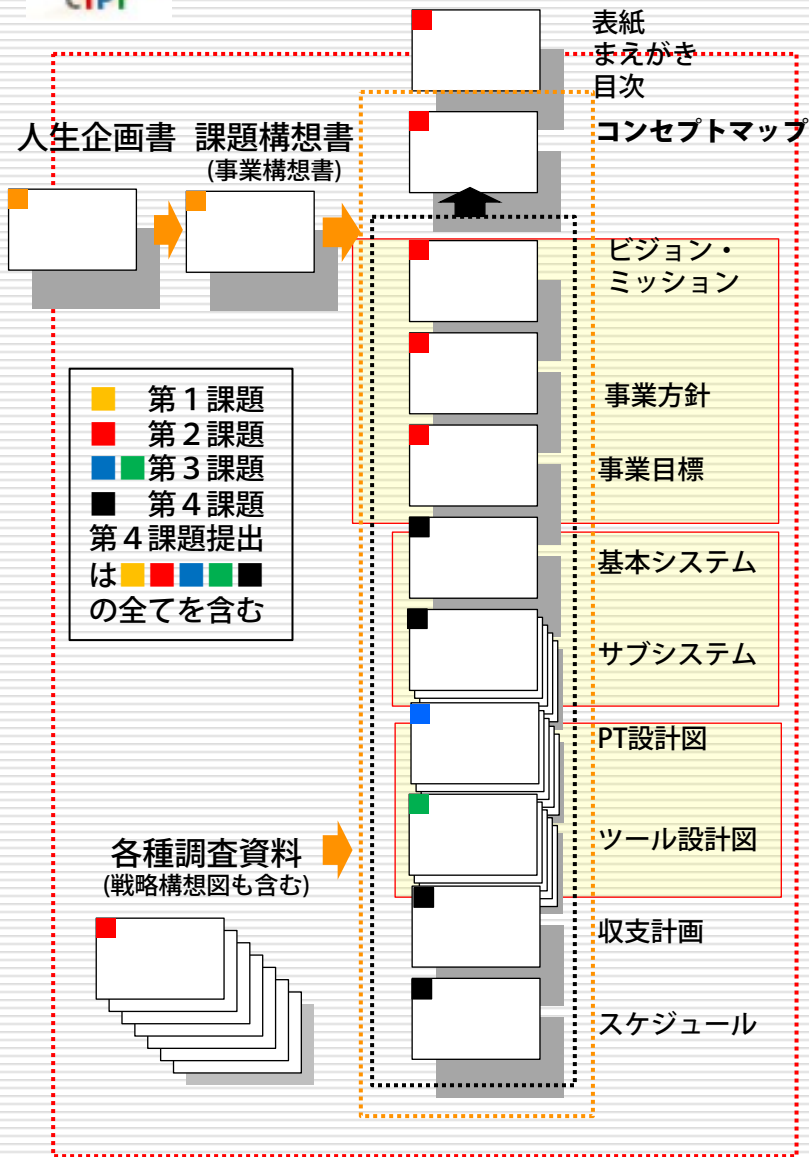 表紙
まえがき
目次
コンセプトマップ
人生企画書 課題構想書
(事業構想書)
ビジョン・
ミッション
事業方針
事業目標
基本システム
サブシステム
PT設計図
ツール設計図
収支計画
スケジュール
第１課題
第２課題
第３課題
第４課題
第４課題提出
は
の全てを含む
各種調査資料
(戦略構想図も含む)